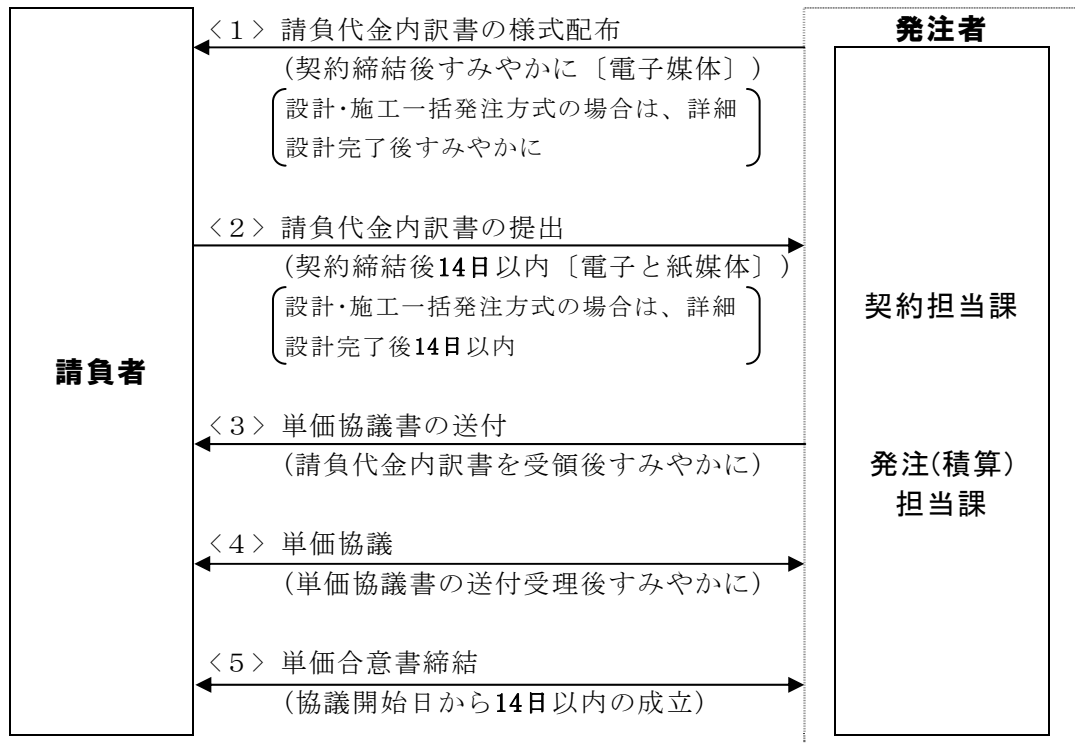 発注者
<1> 請負代金内訳書の様式配布
(契約締結後すみやかに〔電子媒体〕)
設計・施工一括発注方式の場合は、詳細
設計完了後すみやかに
<2> 請負代金内訳書の提出
(契約締結後14日以内〔電子と紙媒体〕)
設計・施工一括発注方式の場合は、詳細
設計完了後14日以内
契約担当課
請負者
<3> 単価協議書の送付
(請負代金内訳書を受領後すみやかに)
発注(積算)
担当課
<4> 単価協議
(単価協議書の送付受理後すみやかに)
<5> 単価合意書締結
(協議開始日から14日以内の成立)